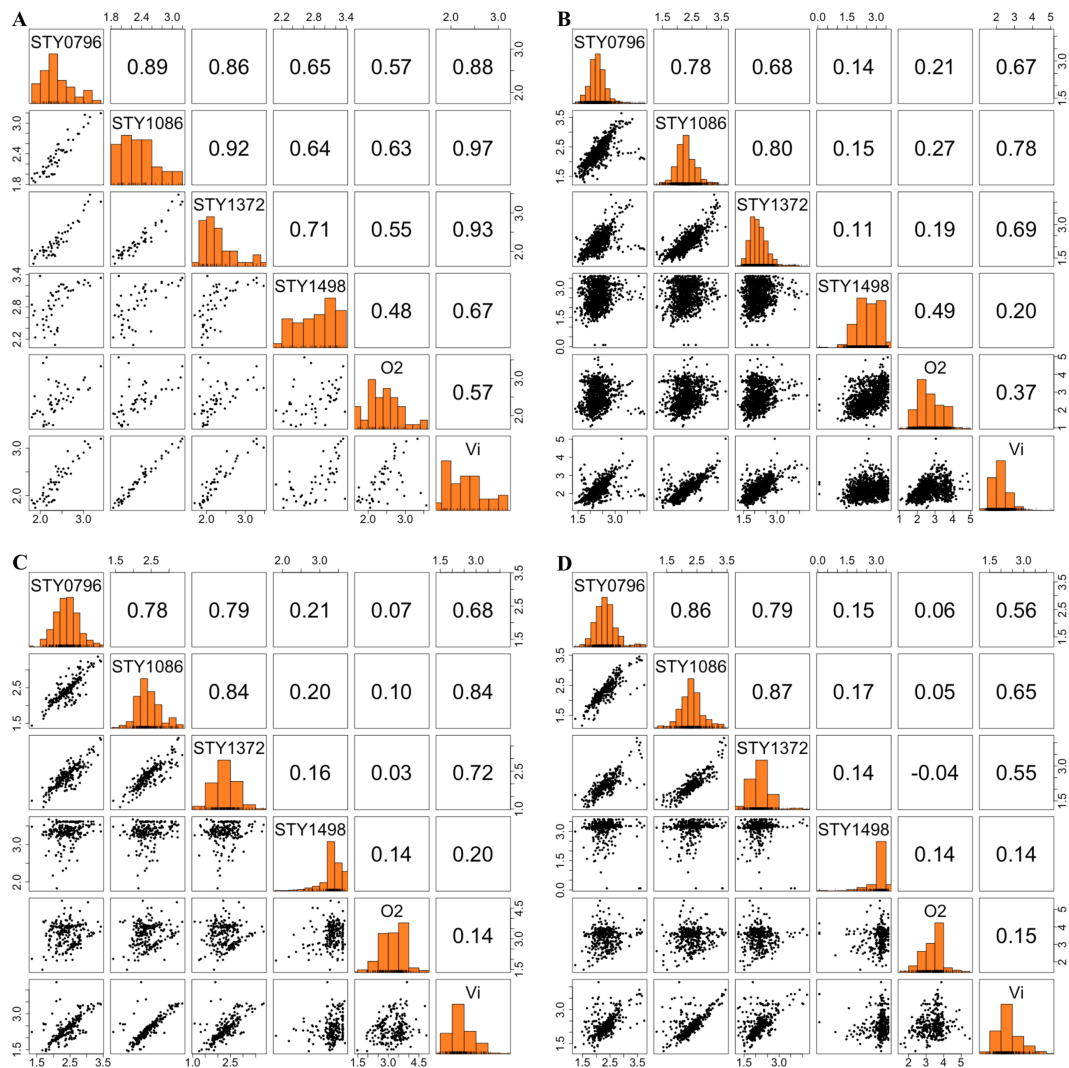 A
1.8 2.4 3.0 2.2 2.8 3.4 2.0 3.0
STY0796 0.89 0.86 0.65 0.57 0.88 2.0 3.0
1.8 2.4 3.0 STY1086 0.92 0.64 0.63 0.97
STY1372 0.71 0.55 0.93 2.0 3.0
2.2 2.8 3.4 STY1498 0.48 0.67
O2 0.57 2.0 3.0
2.0 3.0 Vi
2.0 3.0 2.0 3.0 2.0 3.0
B
1.5 2.5 3.5 0.0 3.0 2 3 5
STY0796 0.78 0.68 0.14 0.21 0.67 1.5 3.0
1.5 2.5 3.5 STY1086 0.80 0.15 0.27 0.78
STY1372 0.11 0.19 0.69 1.5 3.0
0.0 1.5 3.0 STY1498 0.49 0.20
O2 0.37 1 2 3 4 5
2 3 4 5 Vi
1.5 3.0 1.5 3.0 1 2 3 4 5
C
1.5 2.5 2.0 3.0 1.5 3.0
STY0796 0.78 0.79 0.21 0.07 0.68 1.5 2.5 3.5
1.5 2.5 STY1086 0.84 0.20 0.10 0.84
STY1372 0.16 0.03 0.72 1.0 2.5
2.0 3.0 STY1498 0.14 0.20
O2 0.14 1.5 3.0 4.5
1.5 3.0 Vi
1.5 2.5 3.5 1.0 2.5 1.5 3.0 4.5
D
1.5 2.5 3.5 0.0 3.0 1.5 3.0
STY0796 0.86 0.79 0.15 0.06 0.56 1.5 2.5 3.5
1.5 2.5 3.5 STY1086 0.87 0.17 0.05 0.65
STY1372 0.14 -0.04 0.55 1.5 3.0
0.0 1.5 3.0 STY1498 0.14 0.14
O2 0.15 2 3 4 5
1.5 3.0 Vi
1.5 2.5 3.5 1.5 3.0 2 3 4 5